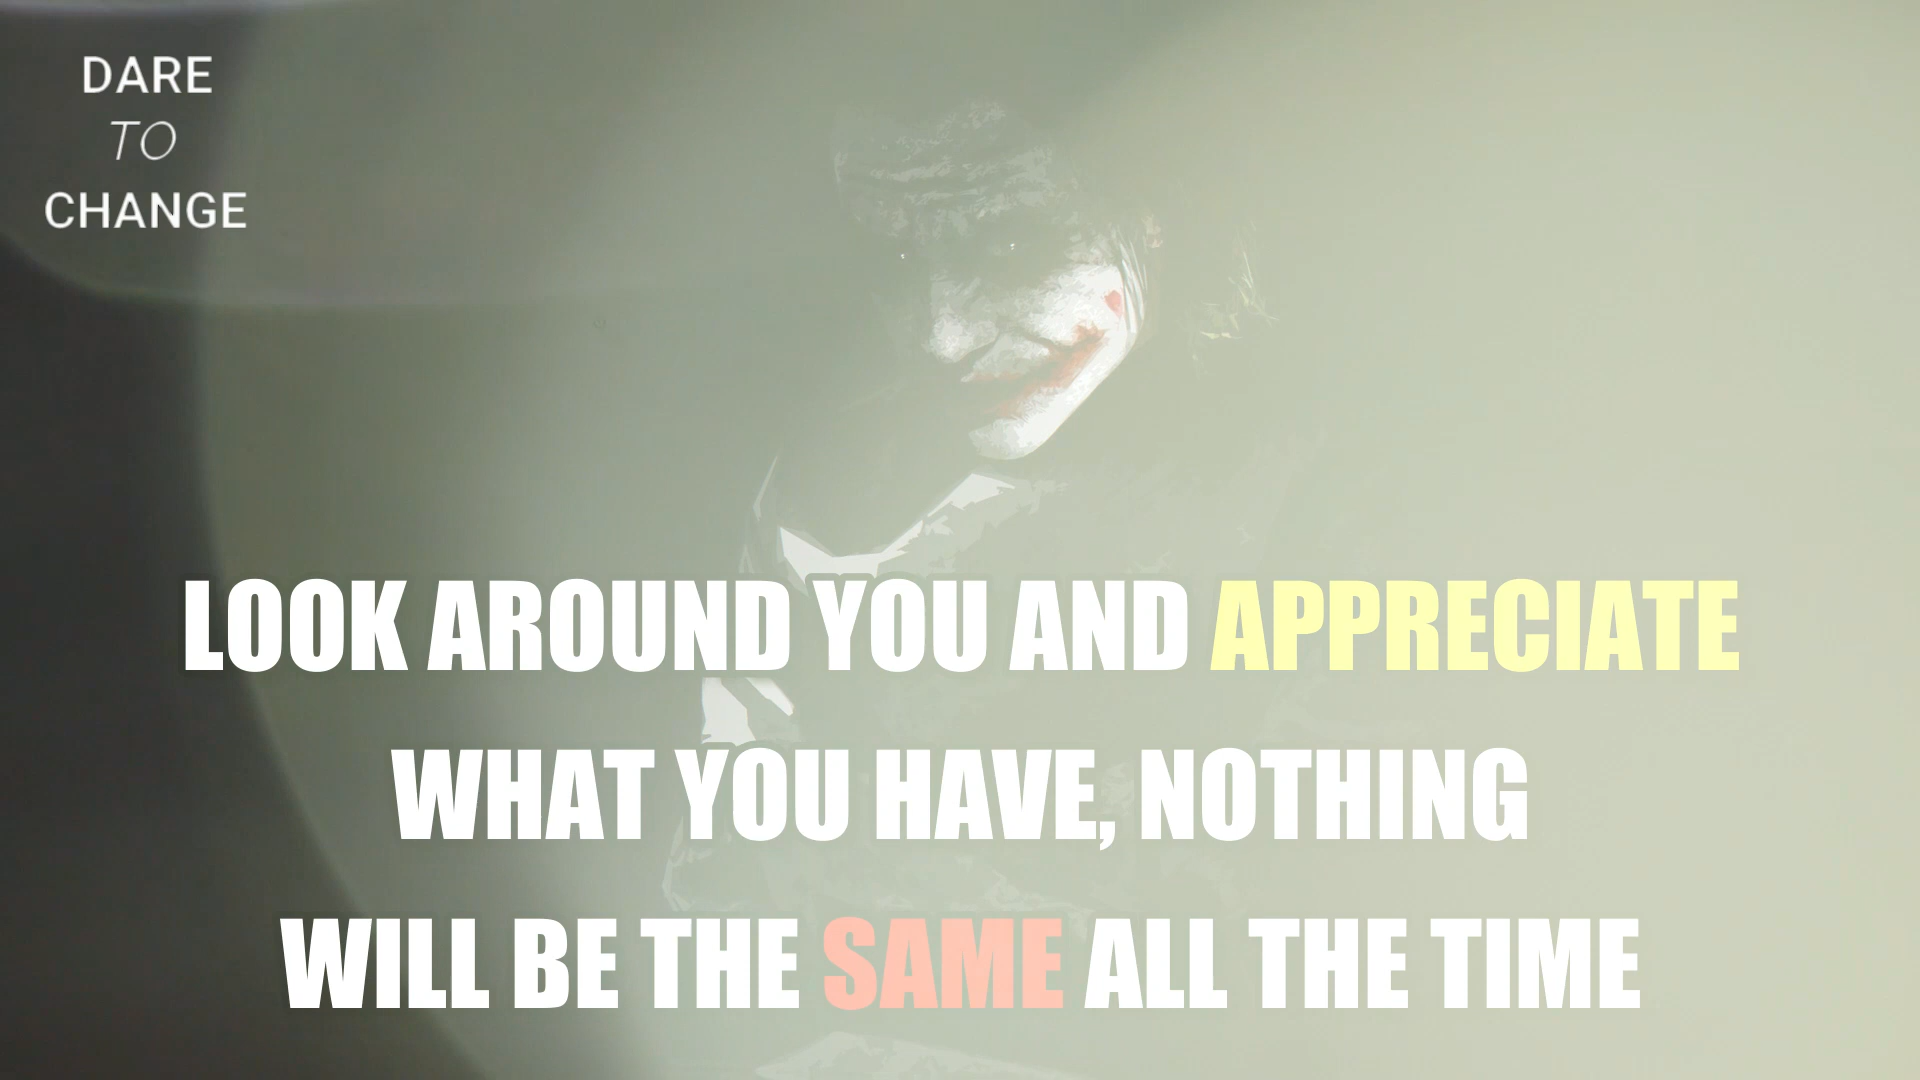 DARE
TO
CHANGE
LOOK AROUND YOU AND APPRECIATE
WHAT YOU HAVE, NOTHING
WILL BE THE SAME ALL THE TIME